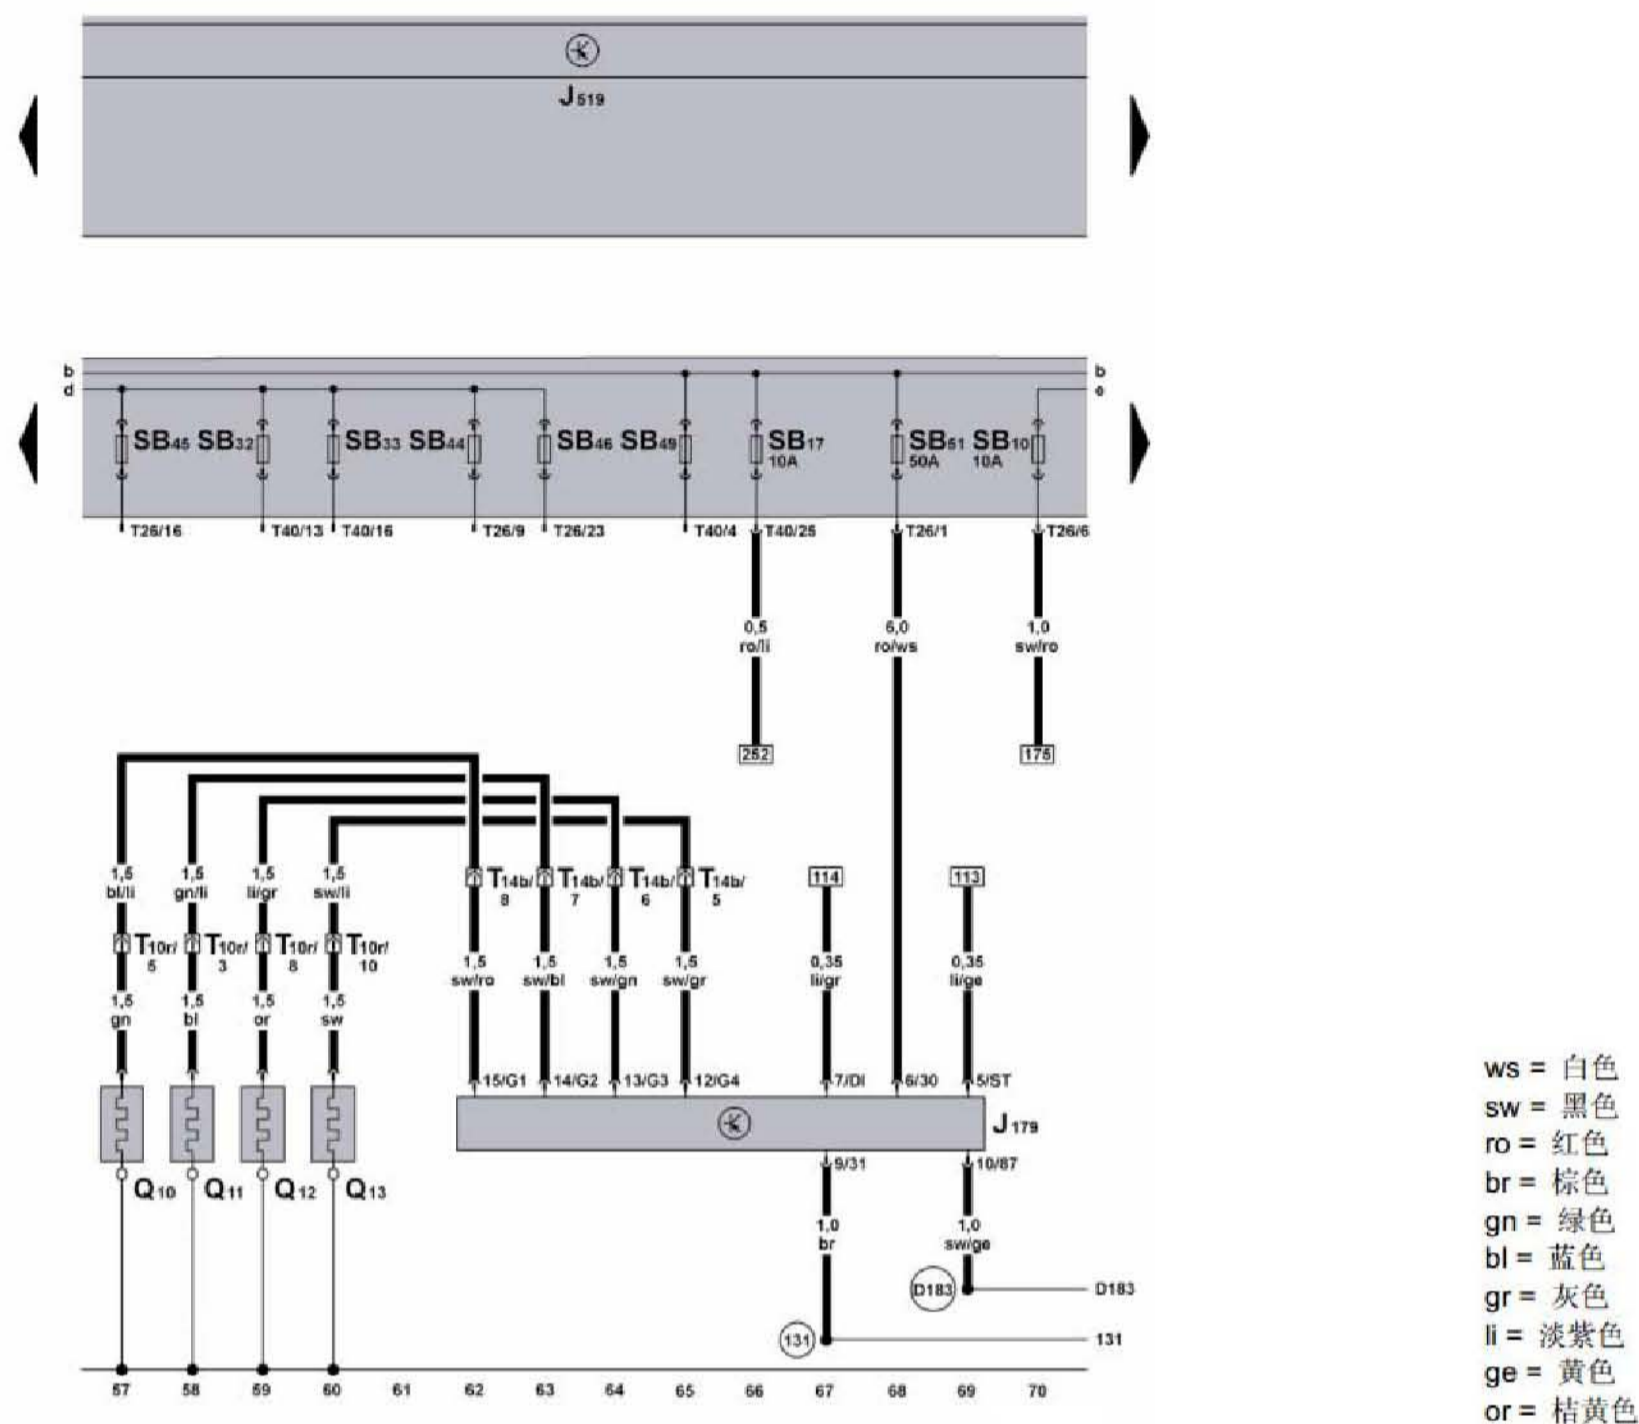 J519
b b
d e
SB45 SB32 SB33 SB44 SB46 SB49 SB17 SB51 SB10
10A 50A 10A
T26/16 T40/13 T40/16 T26/9 T26/23 T40/4 T40/25 T26/1 T26/6
0,5 6,0 1,0
ro/li ro/ws sw/ro
252 175
1,5 1,5 1,5 1,5 T14b/ T14b/ T14b/ T14b/ 114 113
bl/li gn/li li/gr sw/li 8 7 6 5
T10r/ T10r/ T10r/ T10r/
5 3 8 10
1,5 1,5 1,5 1,5 0,35 0,35
sw/ro sw/bl sw/gn sw/gr li/gr li/ge
1,5 1,5 1,5 1,5
gn bl or sw
15/G1 14/G2 13/G3 12/G4 7/DI 6/30 5/ST
J179
9/31 10/87
Q10 Q11 Q12 Q13
1,0 1,0
br sw/ge
D183 D183
131 131
57 58 59 60 61 62 63 64 65 66 67 68 69 70
ws = 白色
sw = 黑色
ro = 红色
br = 棕色
gn = 绿色
bl = 蓝色
gr = 灰色
li = 淡紫色
ge = 黄色
or = 桔黄色